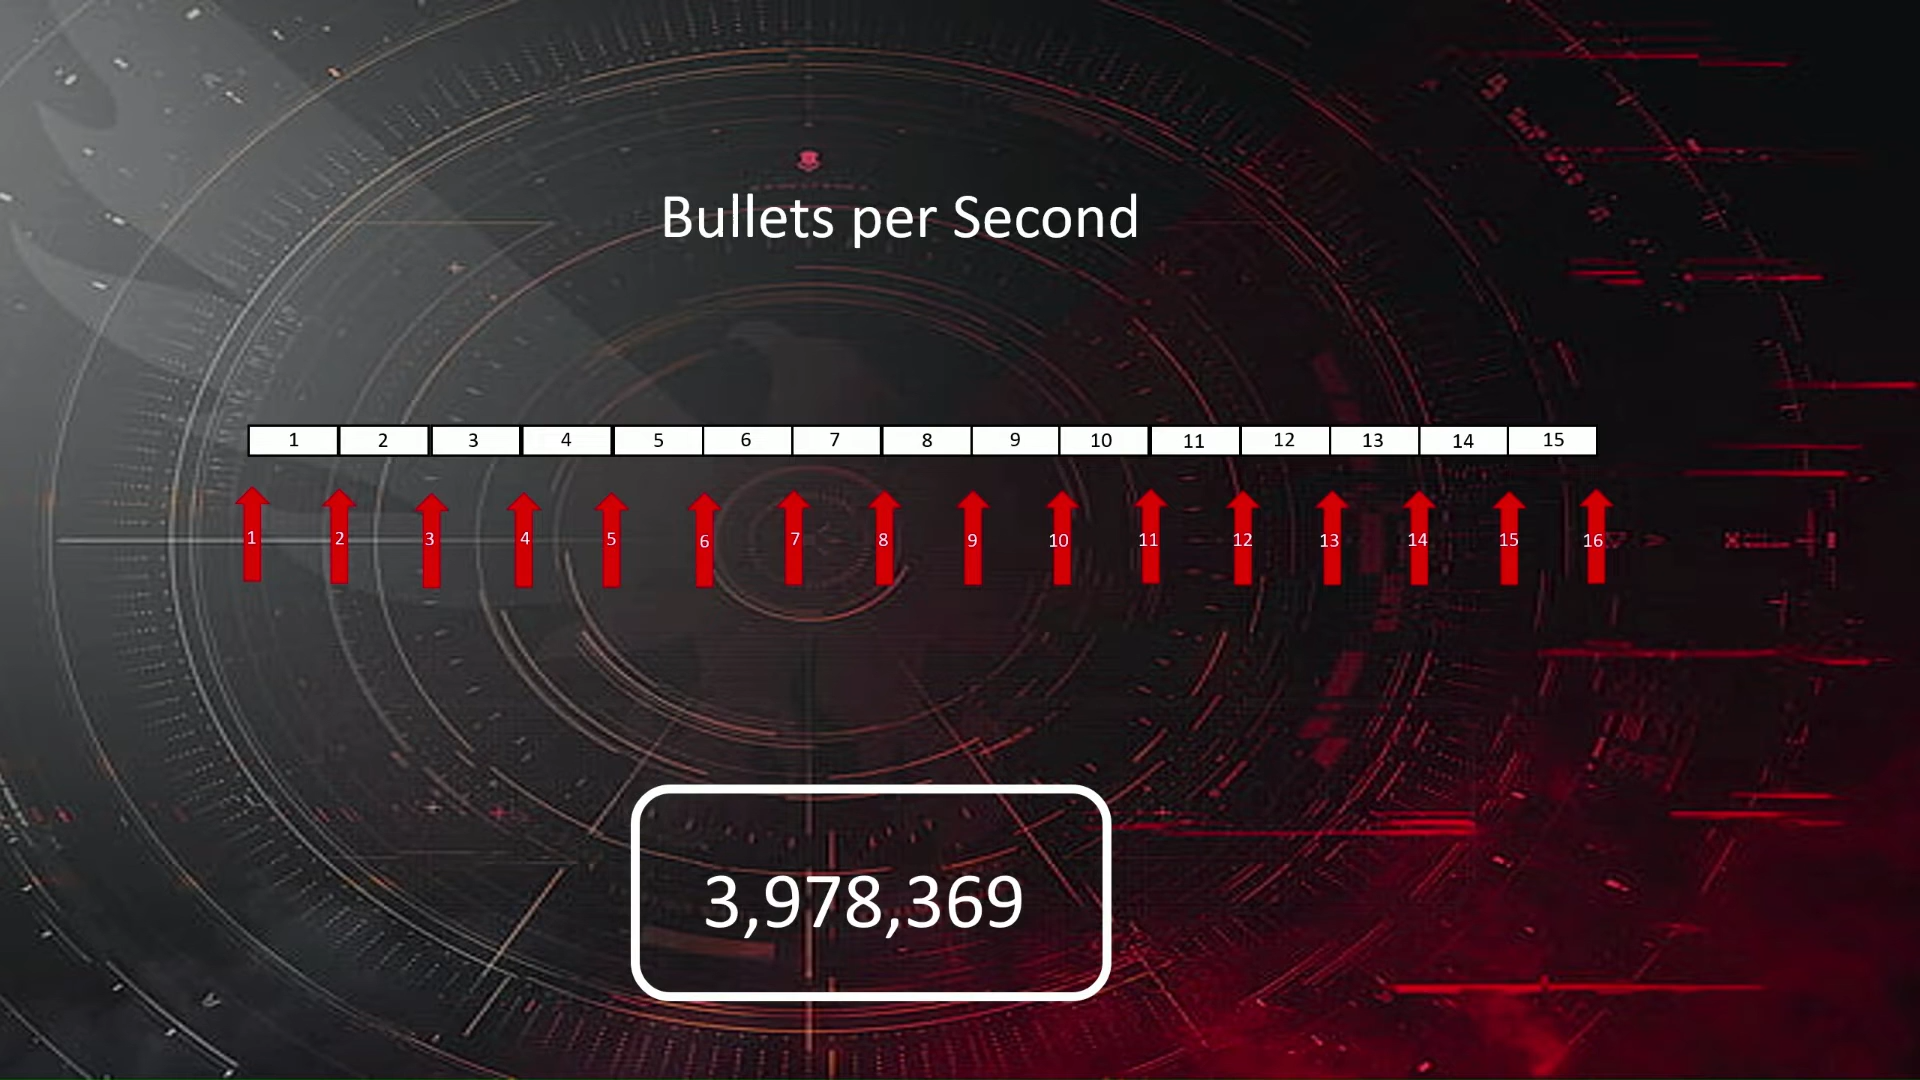 Bullets per Second
1 2 3 4 5 6 7 8 9 10 11 12 13 14 15
1 2 3 4 5 6 7 8 9 10 11 12 13 14 15 16
3,978,369